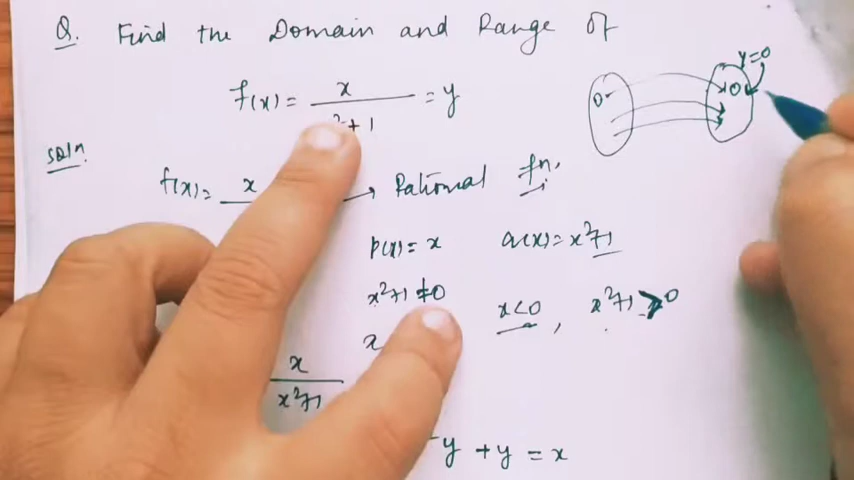 Q. Find the Domain and Range of
f(x) = x / ²+1 = y
y=0
0 0
Soln.
f(x) = x → Rational fn.
p(x) = x q(x) = x²+1
x²+1 ≠ 0 x<0 , x²+1 > 0
x
x / x²+1
y + y = x